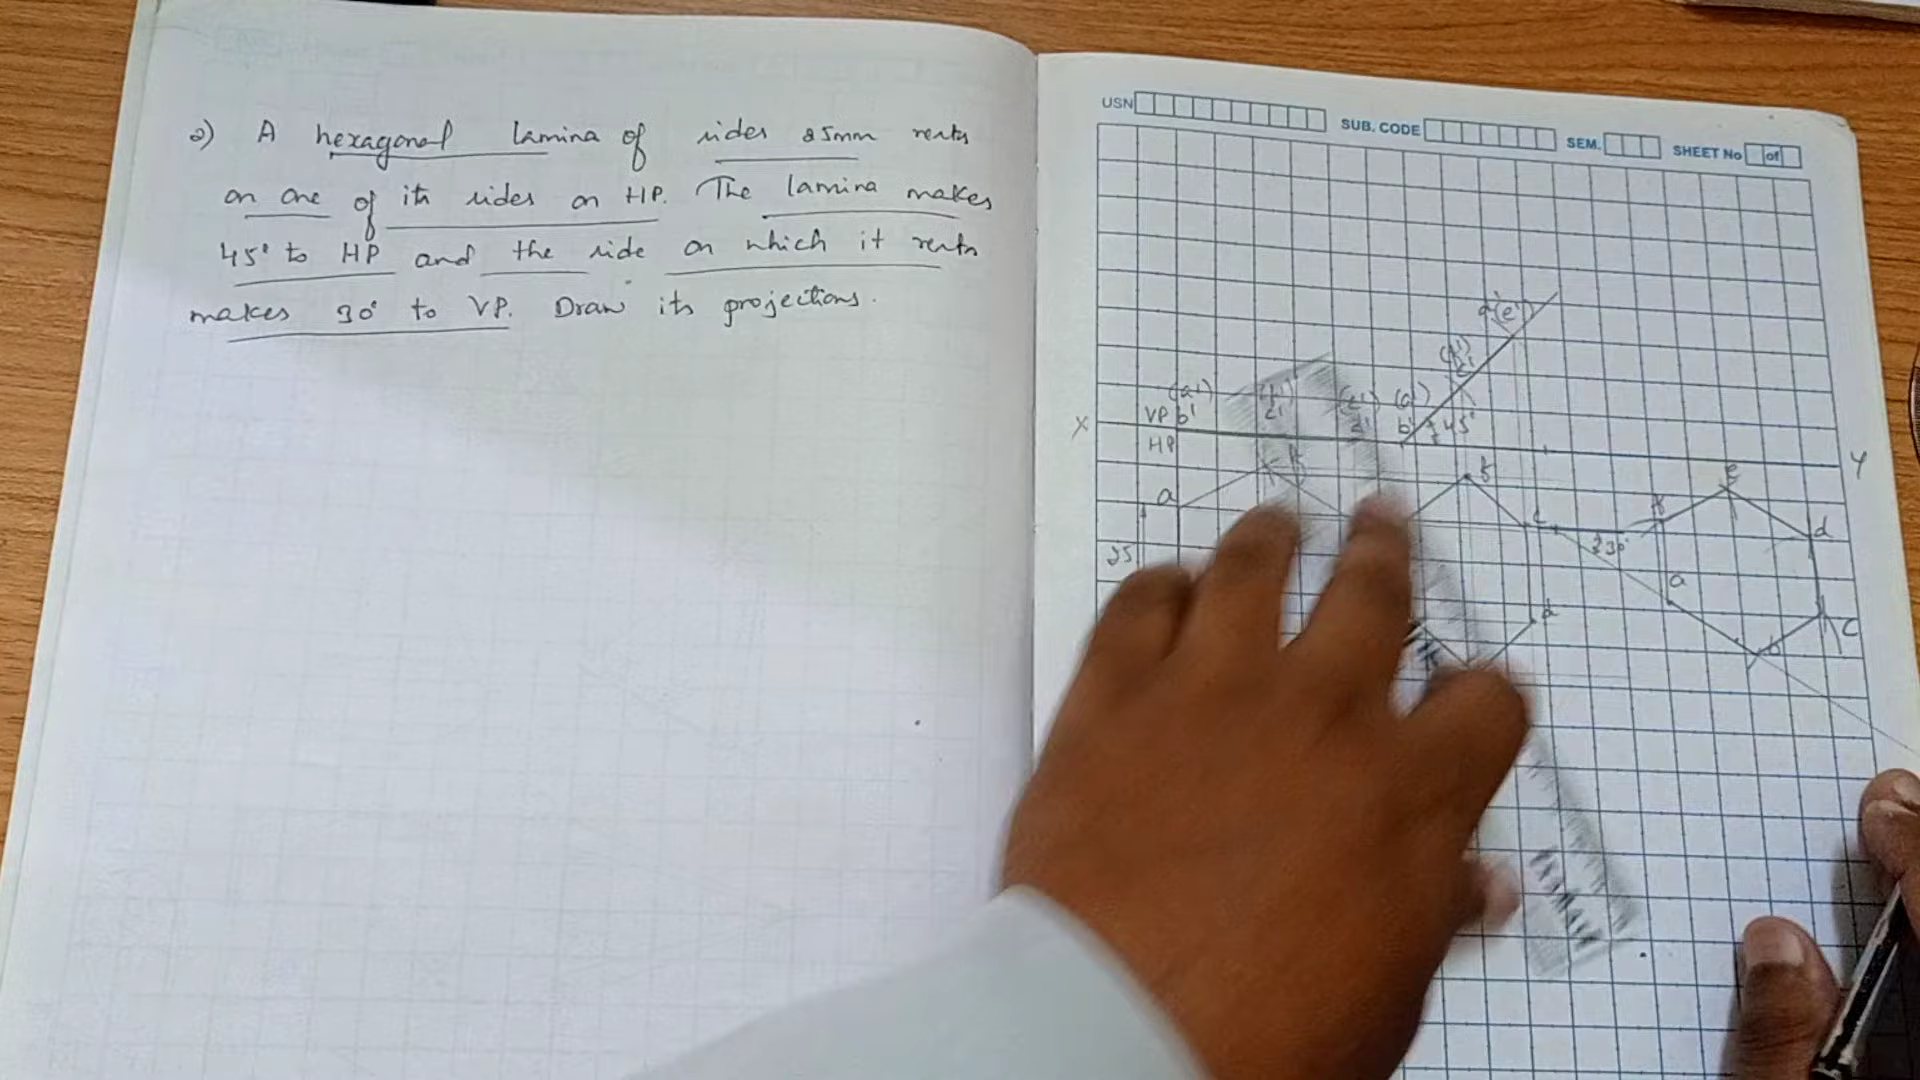 2) A hexagonal lamina of sides 25mm rests
on one of its sides on HP. The lamina makes
45° to HP and the side on which it rests
makes 30° to VP. Draw its projections.
USN
SUB. CODE
SEM.
SHEET No of
d'(e')
(f')
c'
(a') (f') (e') (a')
VP b' c' d' b' 45°
X
HP
Y
f f e
a f d
25 30°
a
d c
b